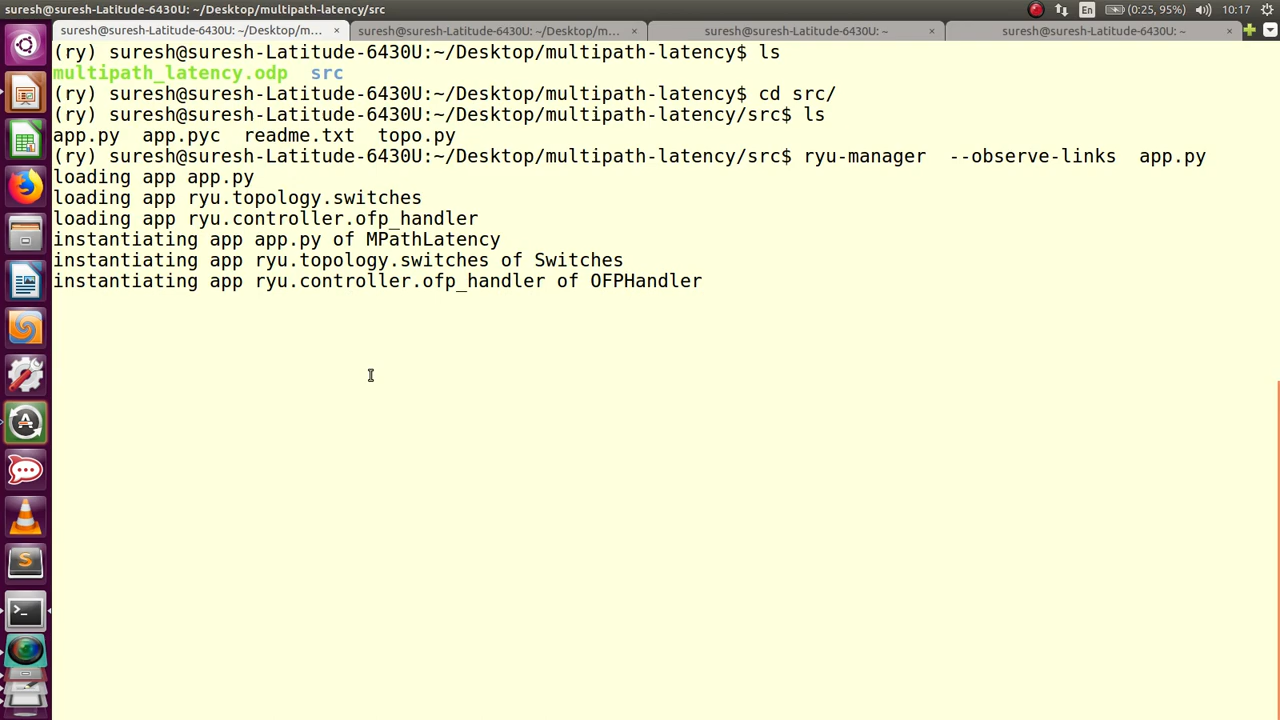 suresh@suresh-Latitude-6430U: ~/Desktop/multipath-latency/src
En (0:25, 95%) 10:17
suresh@suresh-Latitude-6430U: ~/Desktop/m... × suresh@suresh-Latitude-6430U: ~/Desktop/m... × suresh@suresh-Latitude-6430U: ~ × suresh@suresh-Latitude-6430U: ~ ×
(ry) suresh@suresh-Latitude-6430U:~/Desktop/multipath-latency$ ls
multipath_latency.odp  src
(ry) suresh@suresh-Latitude-6430U:~/Desktop/multipath-latency$ cd src/
(ry) suresh@suresh-Latitude-6430U:~/Desktop/multipath-latency/src$ ls
app.py  app.pyc  readme.txt  topo.py
(ry) suresh@suresh-Latitude-6430U:~/Desktop/multipath-latency/src$ ryu-manager  --observe-links  app.py
loading app app.py
loading app ryu.topology.switches
loading app ryu.controller.ofp_handler
instantiating app app.py of MPathLatency
instantiating app ryu.topology.switches of Switches
instantiating app ryu.controller.ofp_handler of OFPHandler